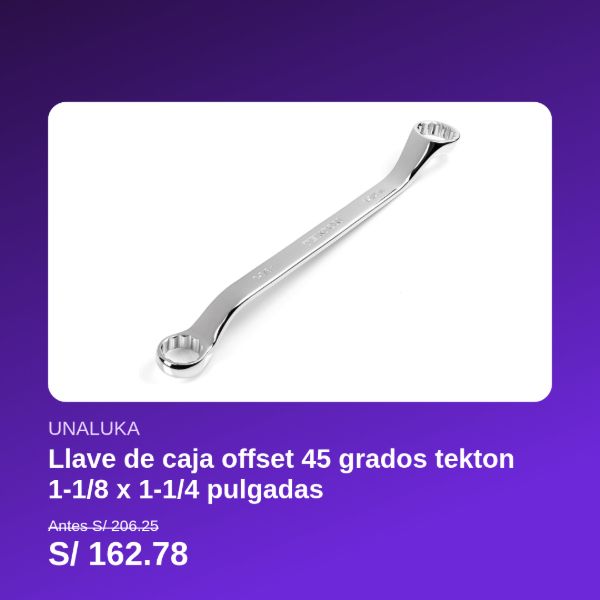 UNALUKA
Llave de caja offset 45 grados tekton
1-1/8 x 1-1/4 pulgadas
Antes S/ 206.25
S/ 162.78